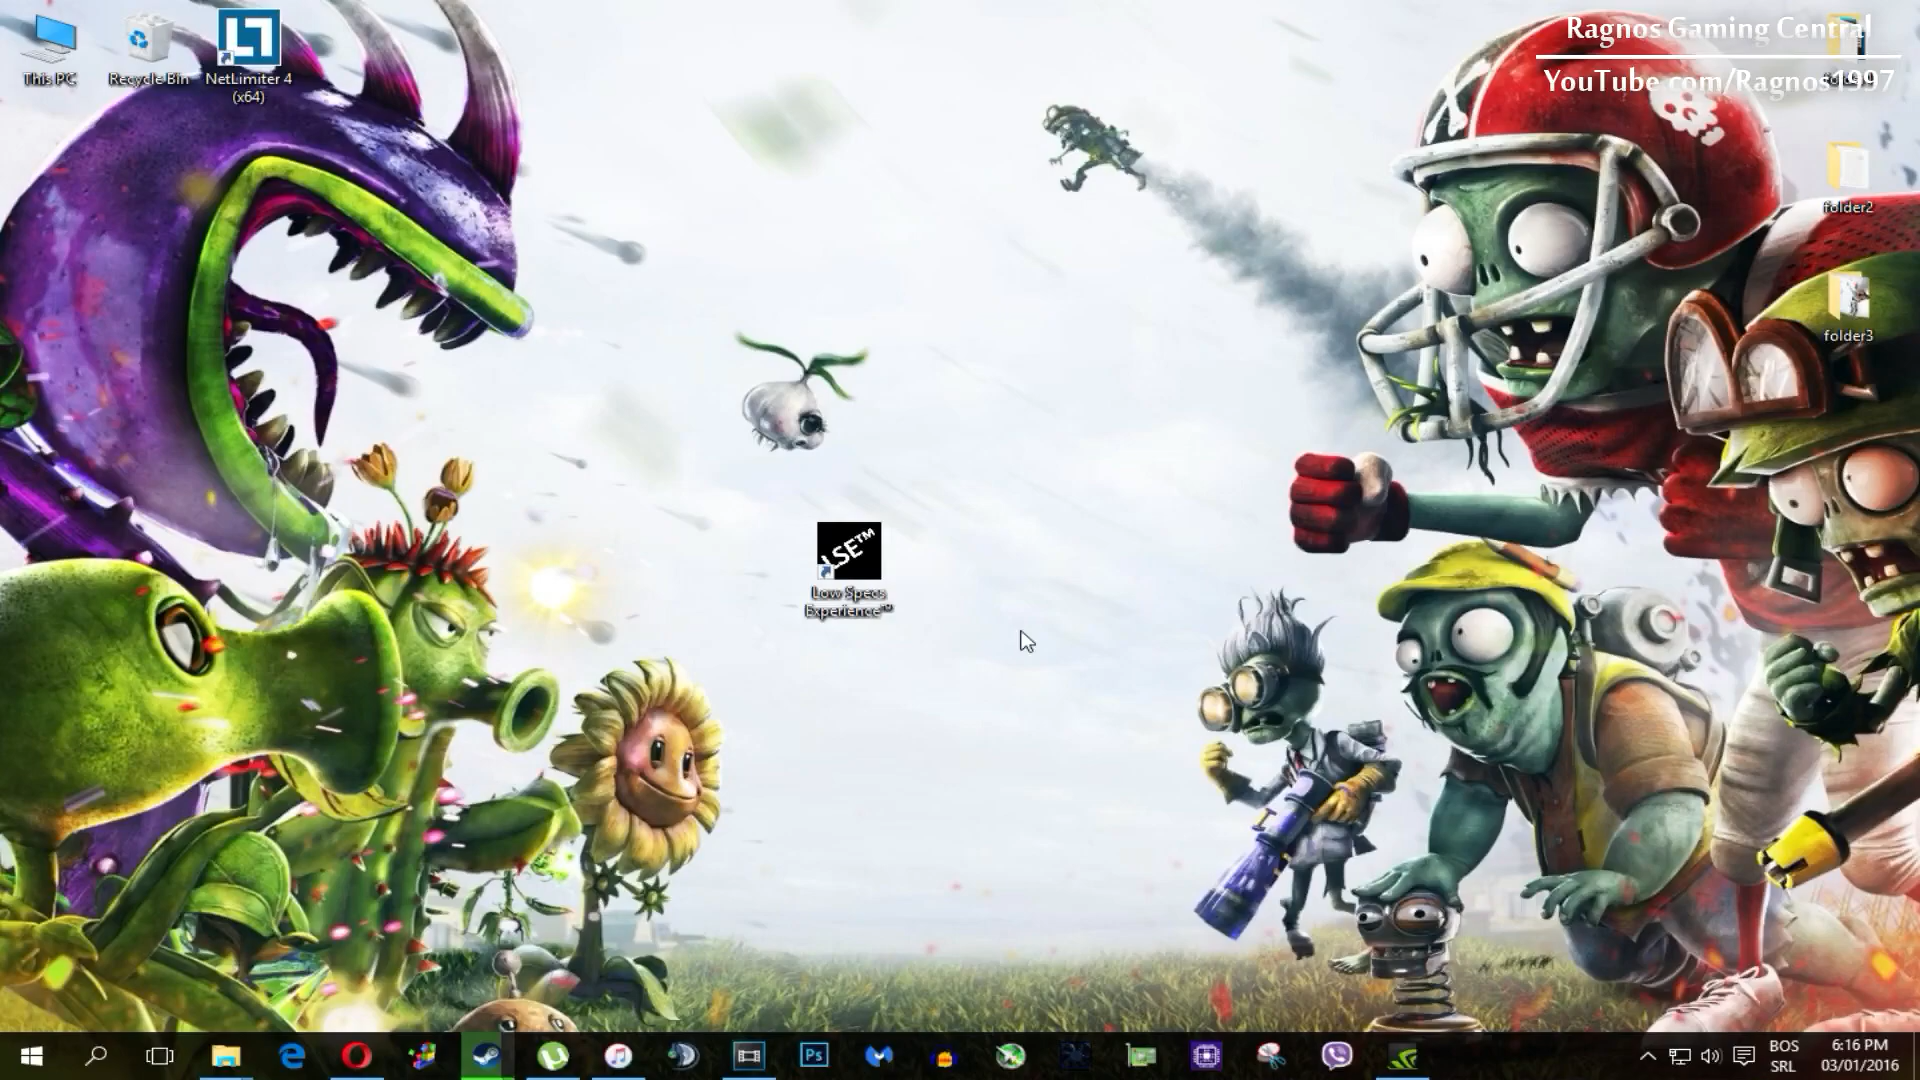 Ragnos Gaming Central
YouTube.com/Ragnos1997
This PC
Recycle Bin
NetLimiter 4
(x64)
folder2
folder3
LSE™
Low Specs
Experience™
Ps
BOS
SRL
6:16 PM
03/01/2016